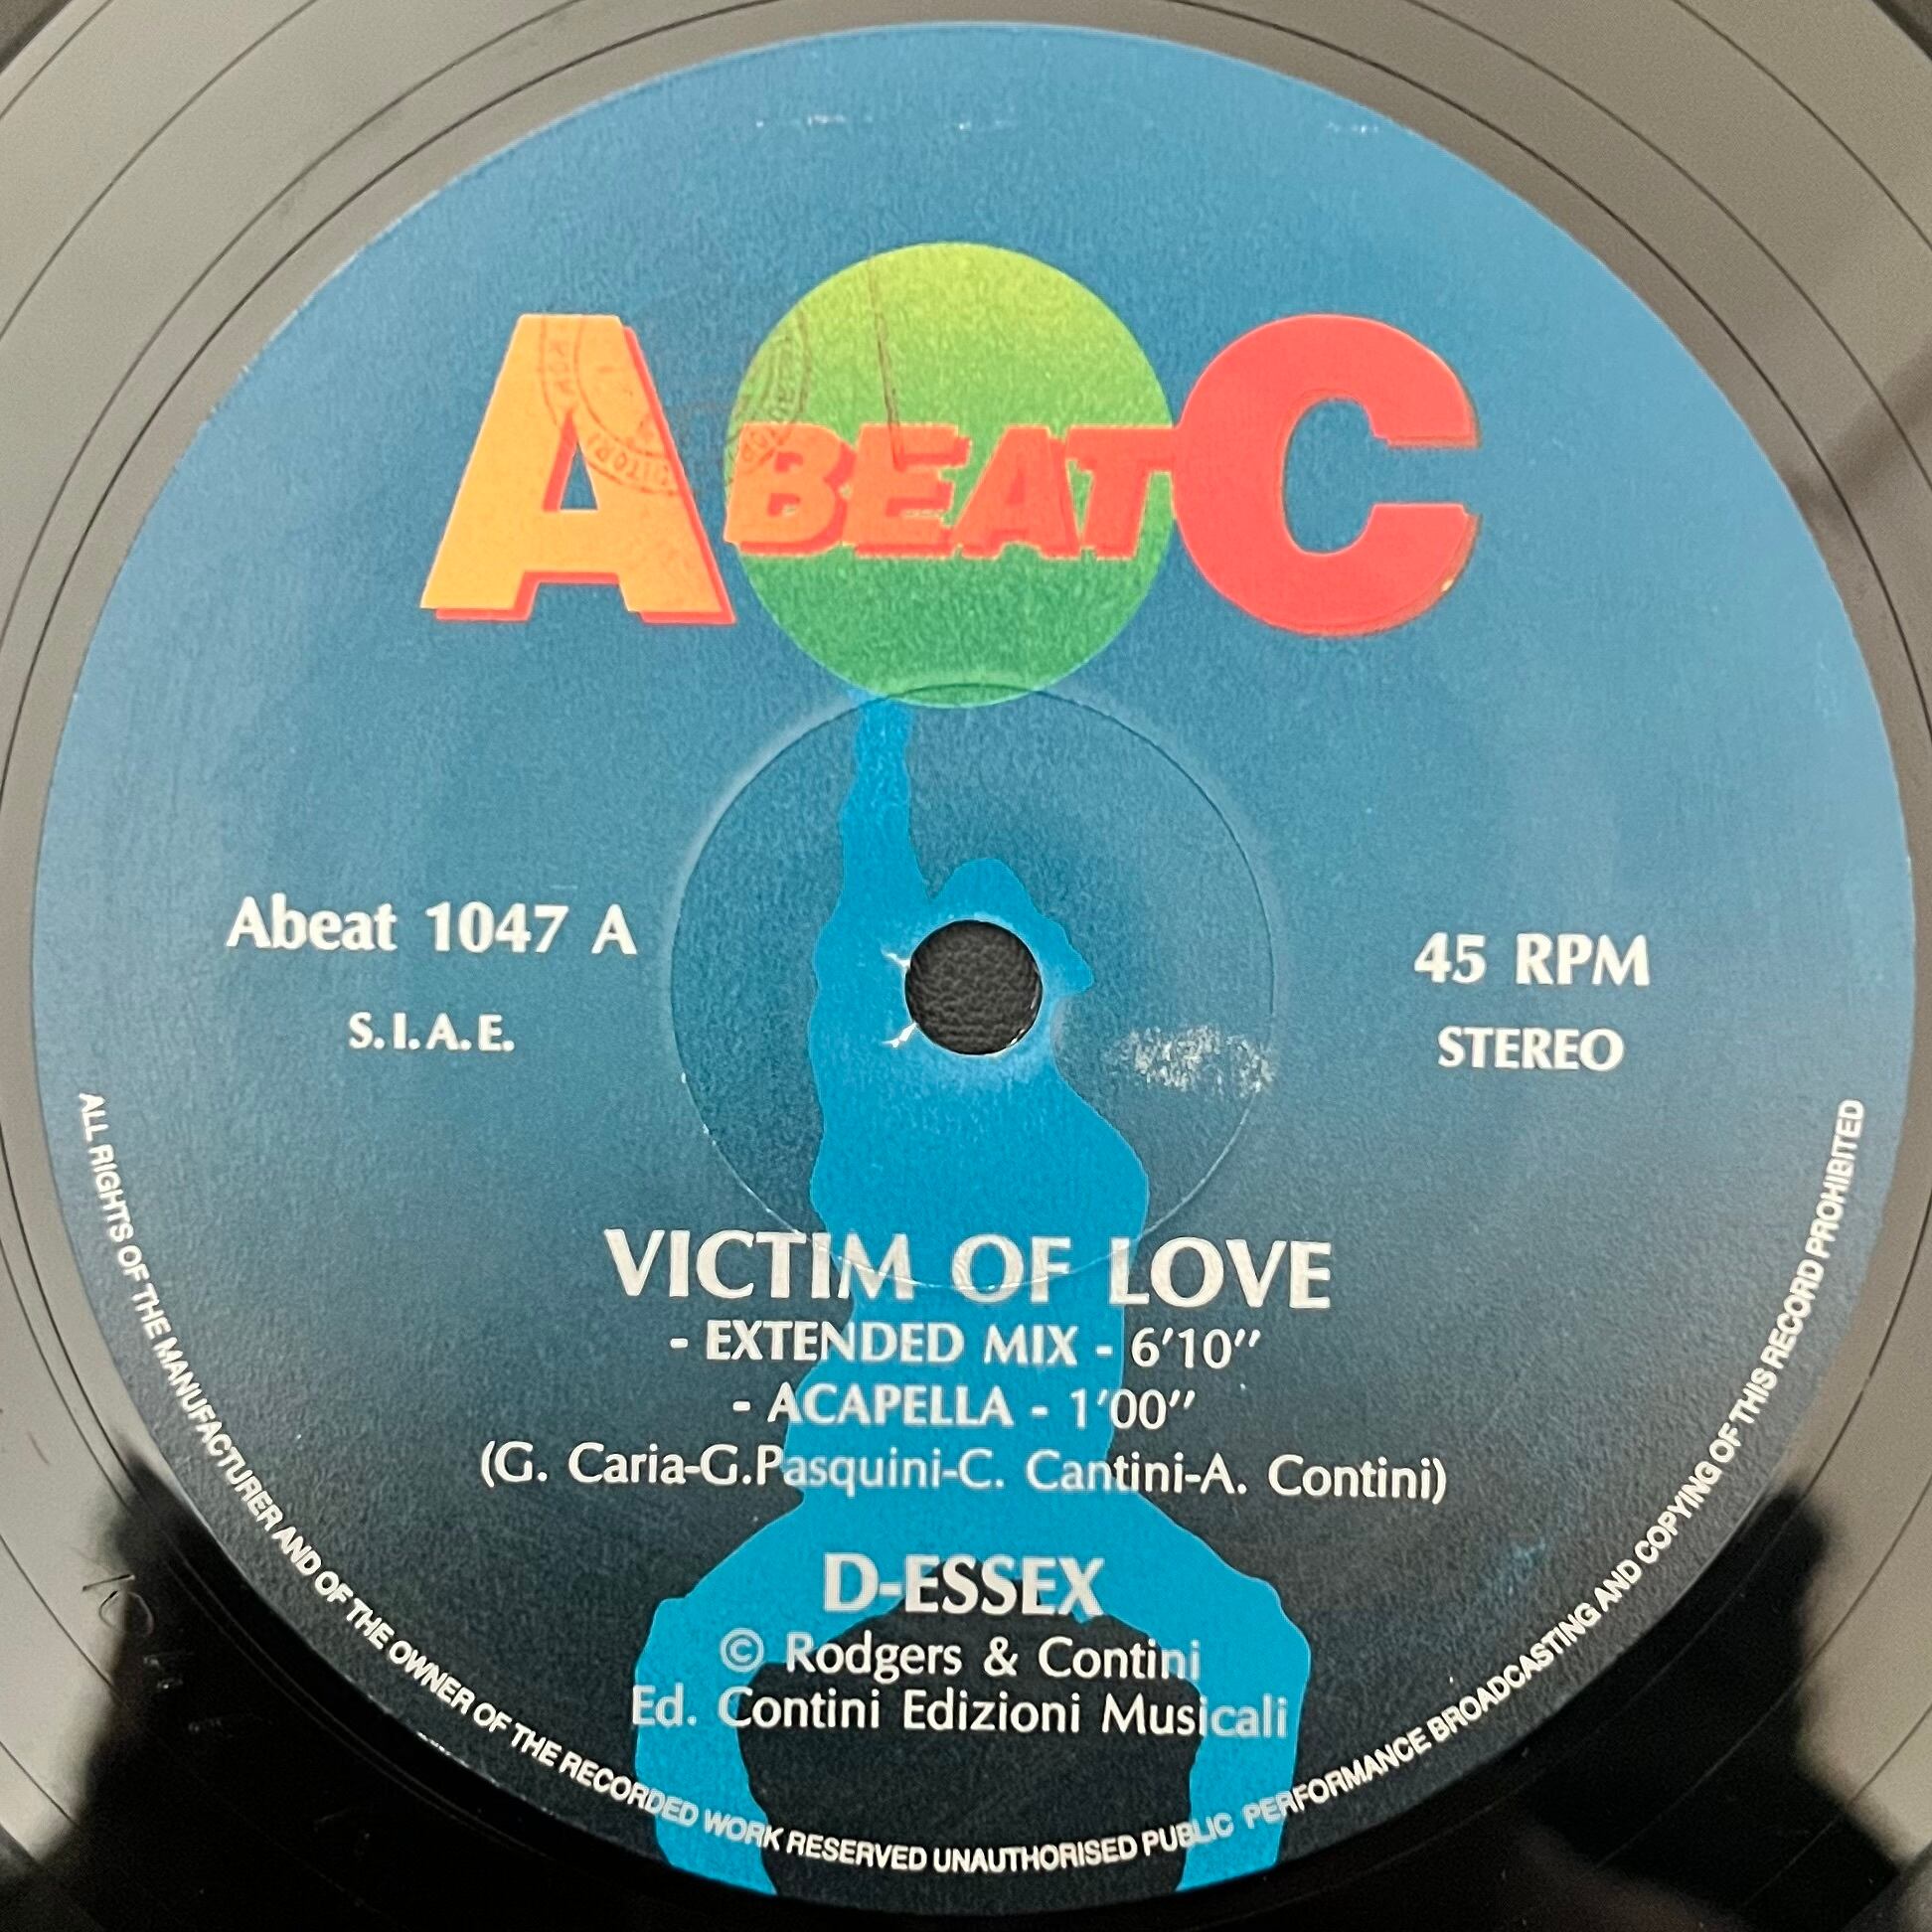 A BEAT C
Abeat 1047 A
S.I.A.E.
45 RPM
STEREO
VICTIM OF LOVE
- EXTENDED MIX - 6'10"
- ACAPELLA - 1'00"
(G. Caria-G.Pasquini-C. Cantini-A. Contini)
D-ESSEX
© Rodgers & Contini
Ed. Contini Edizioni Musicali
ALL RIGHTS OF THE MANUFACTURER AND OF THE OWNER OF THE RECORDED WORK RESERVED UNAUTHORISED PUBLIC PERFORMANCE BROADCASTING AND COPYING OF THIS RECORD PROHIBITED